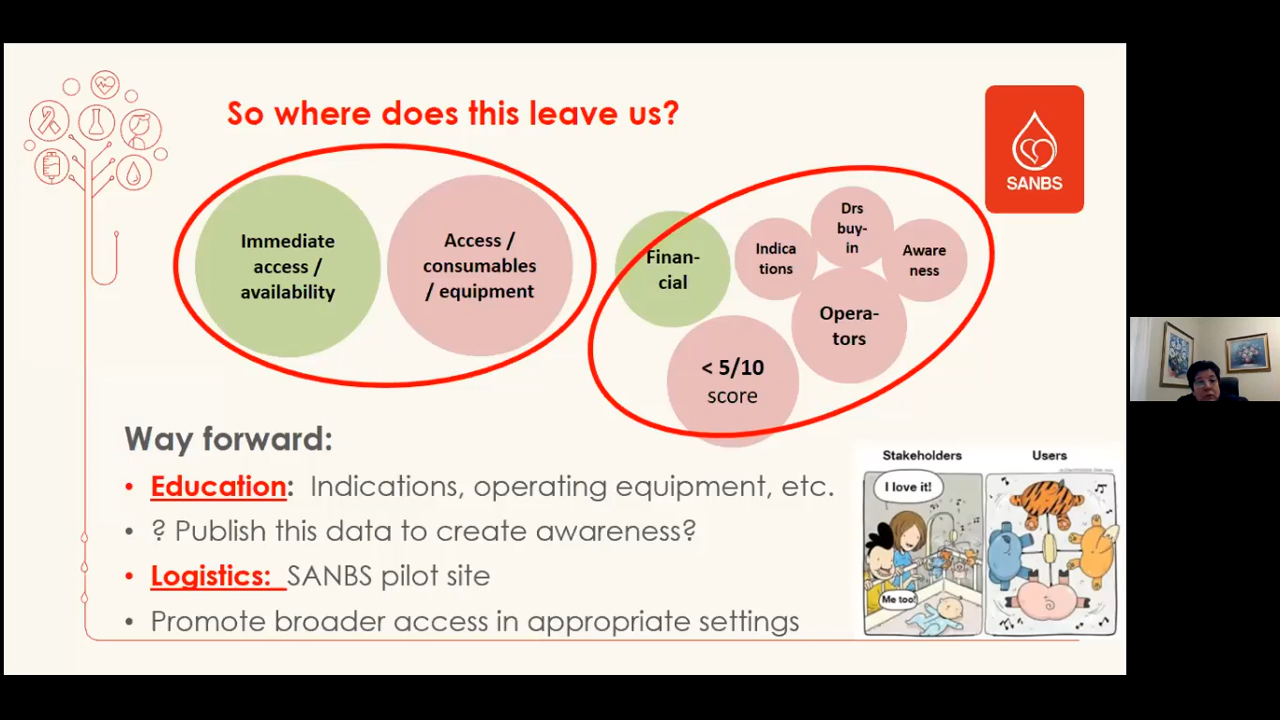 So where does this leave us?
SANBS
Immediate
access /
availability
Access /
consumables
/ equipment
Finan-
cial
Indica
tions
Drs
buy-
in
Aware
ness
Opera-
tors
< 5/10
score
Way forward:
• Education: Indications, operating equipment, etc.
• ? Publish this data to create awareness?
• Logistics: SANBS pilot site
• Promote broader access in appropriate settings
Stakeholders
Users
I love it!
Me too!